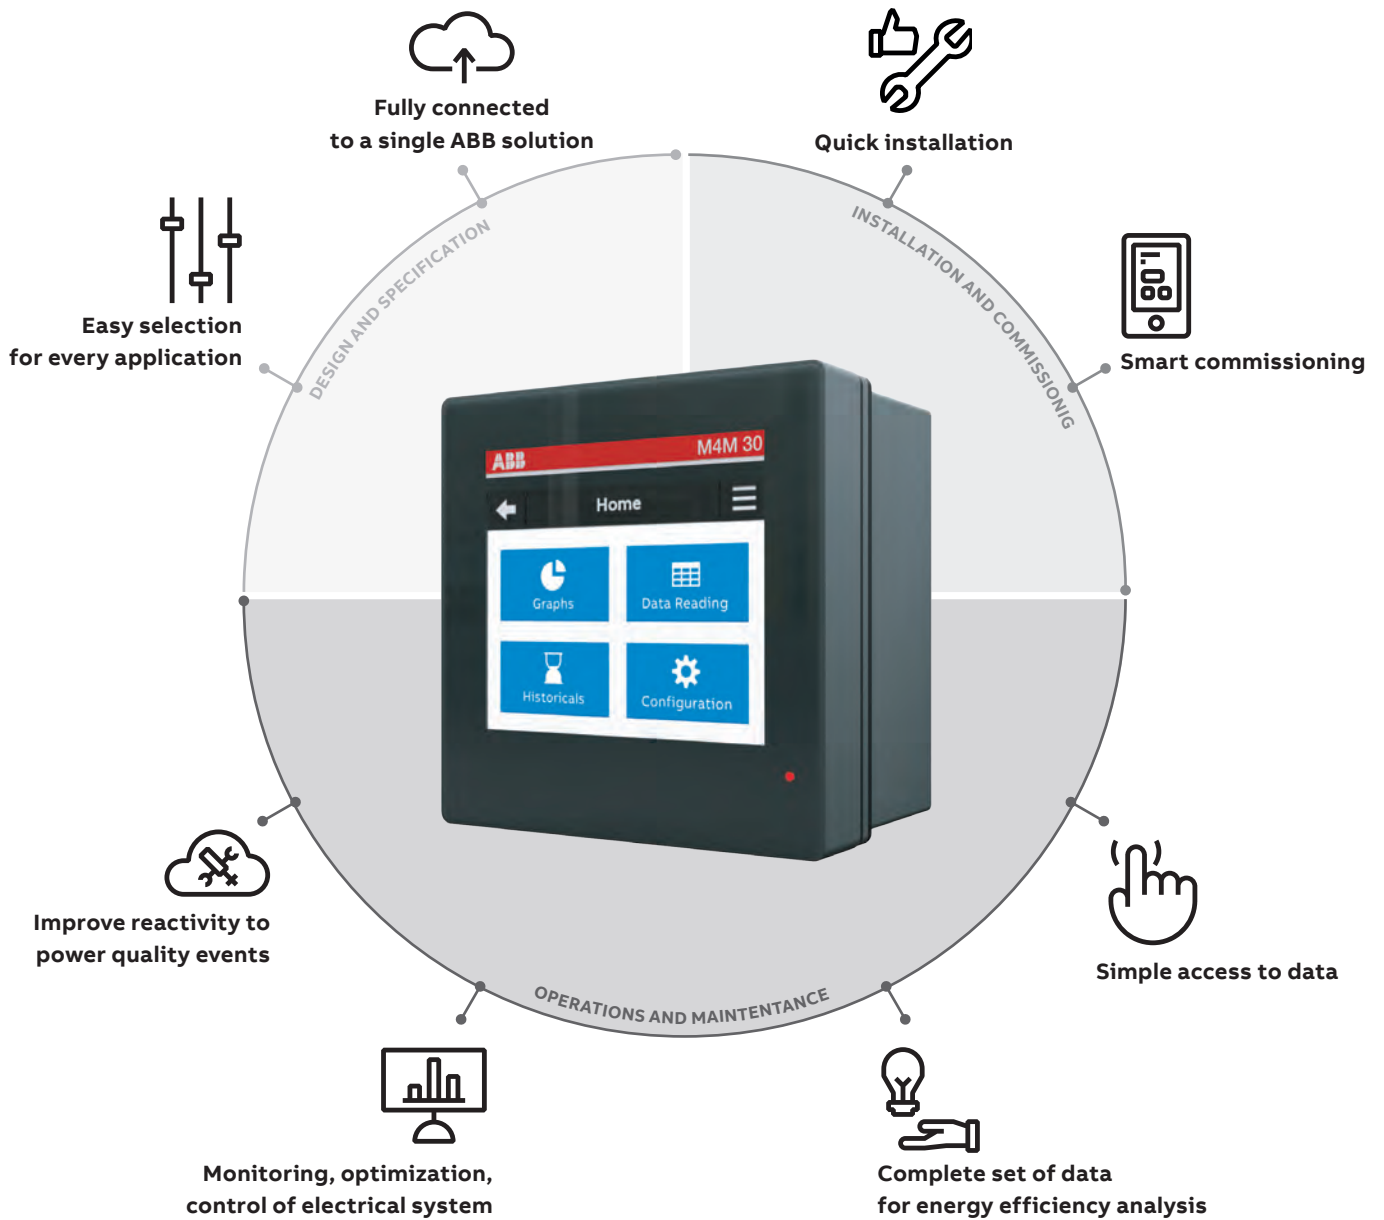 Fully connected
to a single ABB solution
Quick installation
Easy selection
for every application
DESIGN AND SPECIFICATION
INSTALLATION AND COMMISSIONIG
Smart commissioning
ABB
M4M 30
Home
Graphs
Data Reading
Historicals
Configuration
Improve reactivity to
power quality events
Simple access to data
OPERATIONS AND MAINTENTANCE
Monitoring, optimization,
control of electrical system
Complete set of data
for energy efficiency analysis